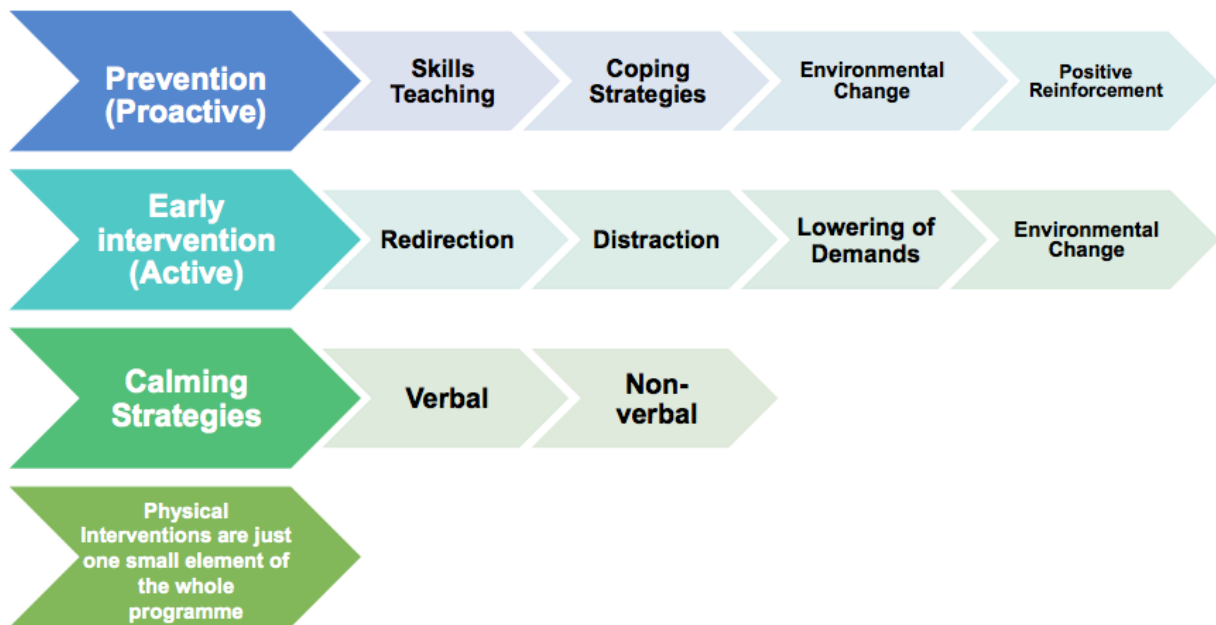 Prevention
(Proactive)
Skills
Teaching
Coping
Strategies
Environmental
Change
Positive
Reinforcement
Early
intervention
(Active)
Redirection
Distraction
Lowering of
Demands
Environmental
Change
Calming
Strategies
Verbal
Non-
verbal
Physical
Interventions are just
one small element of
the whole
programme